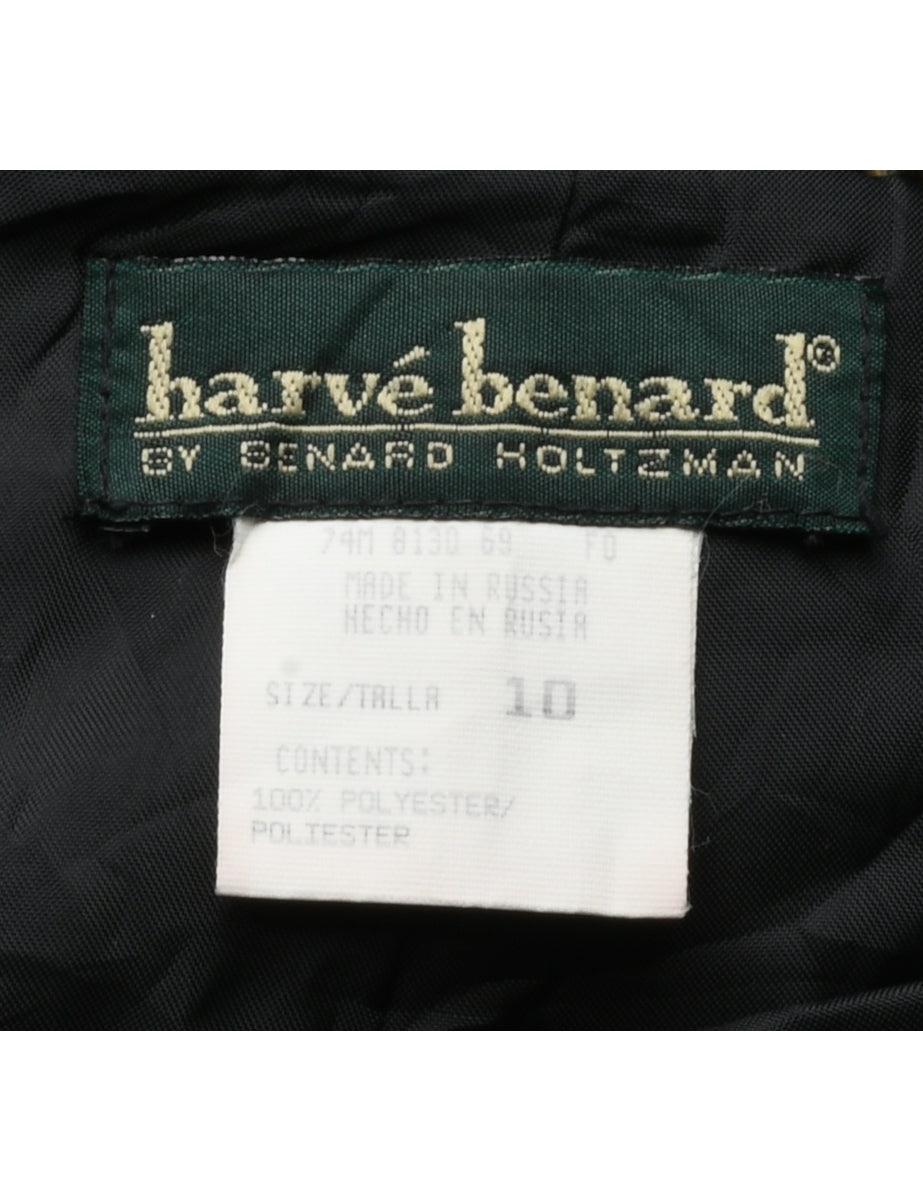 harvé benard®
BY BENARD HOLTZMAN
74M 8130 69 FO
MADE IN RUSSIA
HECHO EN RUSIA
SIZE/TALLA 10
CONTENTS:
100% POLYESTER/
POLIESTER